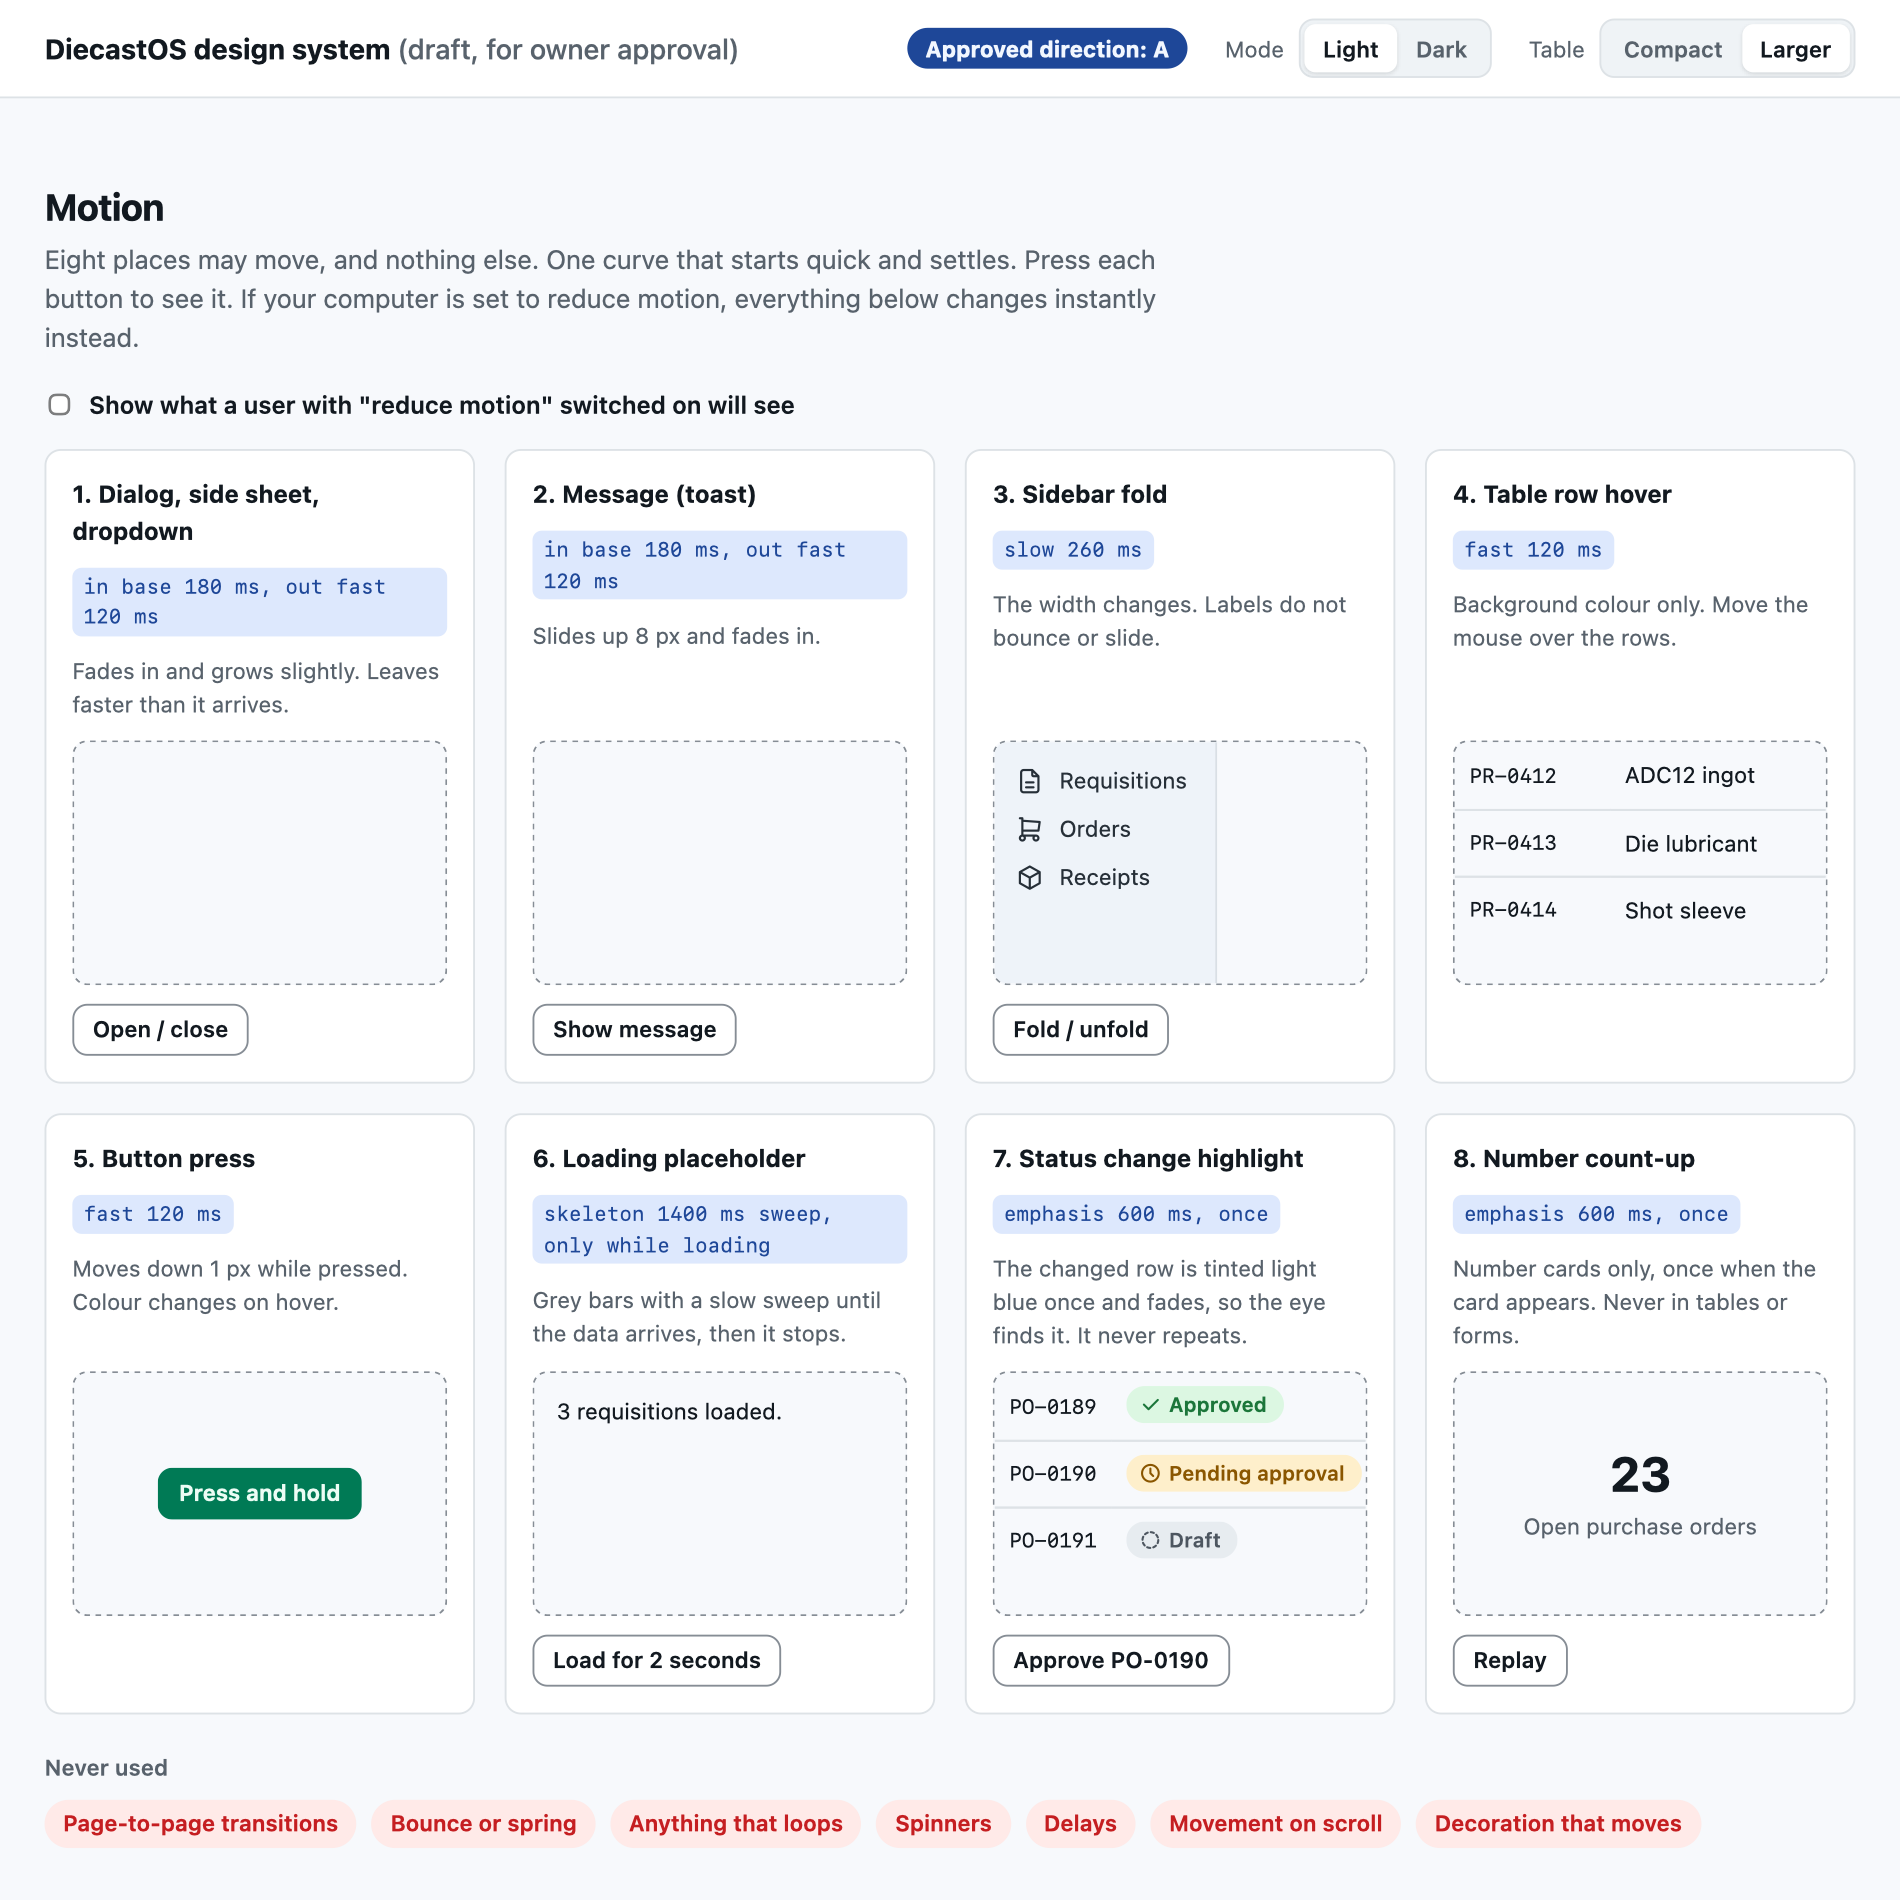 DiecastOS design system (draft, for owner approval)
Approved direction: A
Mode
Light
Dark
Table
Compact
Larger
Motion
Eight places may move, and nothing else. One curve that starts quick and settles. Press each
button to see it. If your computer is set to reduce motion, everything below changes instantly
instead.
Show what a user with "reduce motion" switched on will see
1. Dialog, side sheet,
dropdown
in base 180 ms, out fast
120 ms
Fades in and grows slightly. Leaves
faster than it arrives.
Open / close
2. Message (toast)
in base 180 ms, out fast
120 ms
Slides up 8 px and fades in.
Show message
3. Sidebar fold
slow 260 ms
The width changes. Labels do not
bounce or slide.
Requisitions
Orders
Receipts
Fold / unfold
4. Table row hover
fast 120 ms
Background colour only. Move the
mouse over the rows.
PR–0412 ADC12 ingot
PR–0413 Die lubricant
PR–0414 Shot sleeve
5. Button press
fast 120 ms
Moves down 1 px while pressed.
Colour changes on hover.
Press and hold
6. Loading placeholder
skeleton 1400 ms sweep,
only while loading
Grey bars with a slow sweep until
the data arrives, then it stops.
3 requisitions loaded.
Load for 2 seconds
7. Status change highlight
emphasis 600 ms, once
The changed row is tinted light
blue once and fades, so the eye
finds it. It never repeats.
PO–0189 Approved
PO–0190 Pending approval
PO–0191 Draft
Approve PO-0190
8. Number count-up
emphasis 600 ms, once
Number cards only, once when the
card appears. Never in tables or
forms.
23
Open purchase orders
Replay
Never used
Page-to-page transitions
Bounce or spring
Anything that loops
Spinners
Delays
Movement on scroll
Decoration that moves